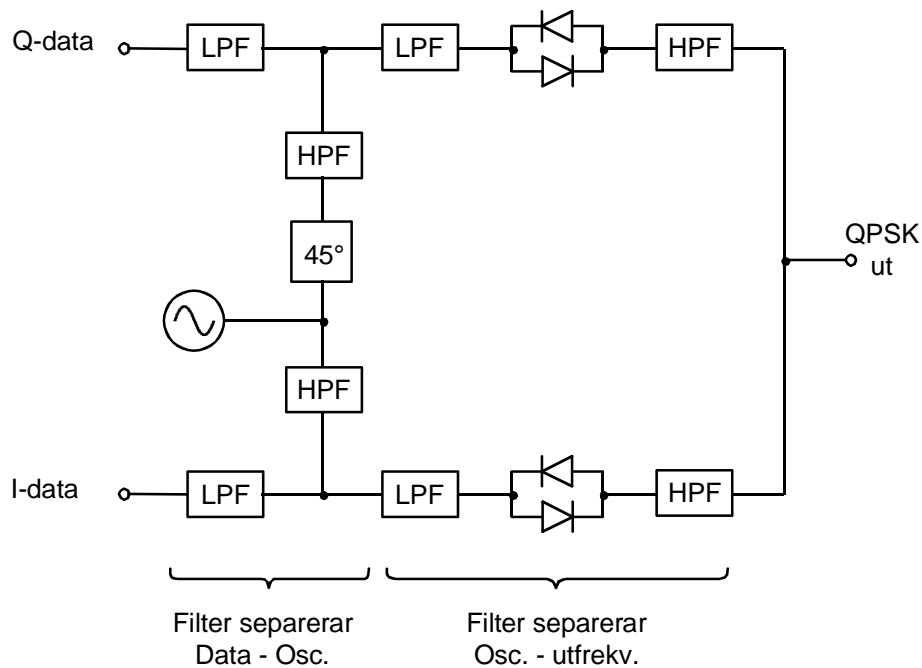 Q-data
LPF
LPF
HPF
HPF
45°
QPSK
ut
HPF
I-data
LPF
LPF
HPF
Filter separerar
Data - Osc.
Filter separerar
Osc. - utfrekv.